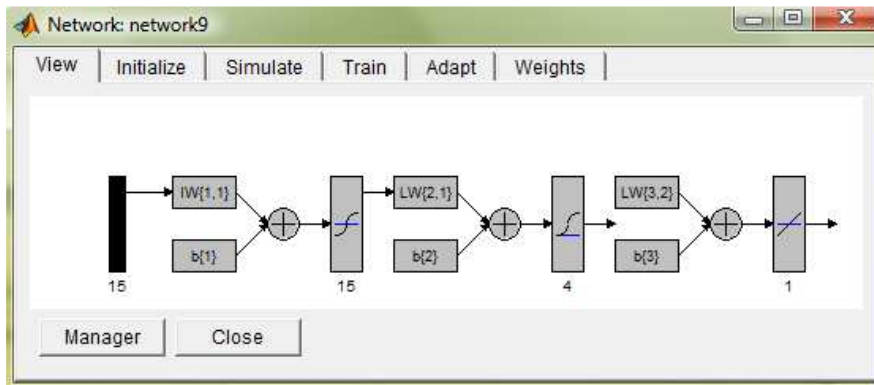 Network: network9
View Initialize Simulate Train Adapt Weights
IW{1,1} LW{2,1} LW{3,2}
b{1} b{2} b{3}
15 15 4 1
Manager Close